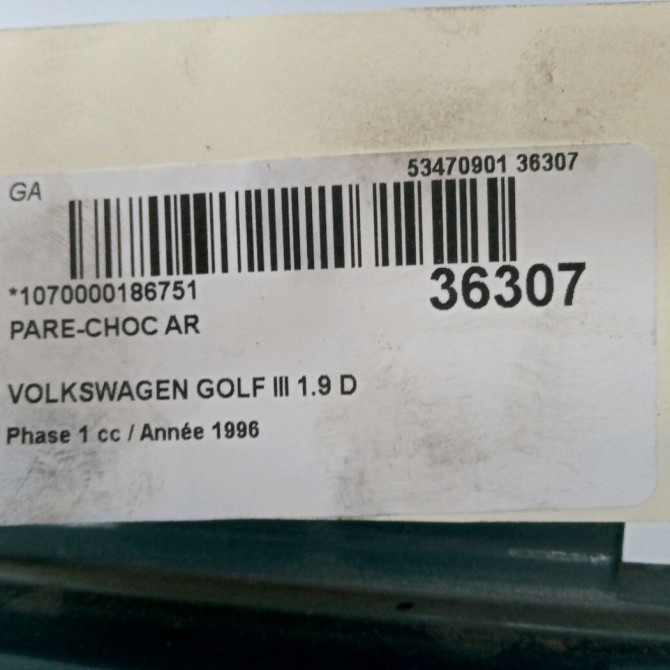 53470901 36307
GA
*1070000186751
36307
PARE-CHOC AR
VOLKSWAGEN GOLF III 1.9 D
Phase 1 cc / Année 1996